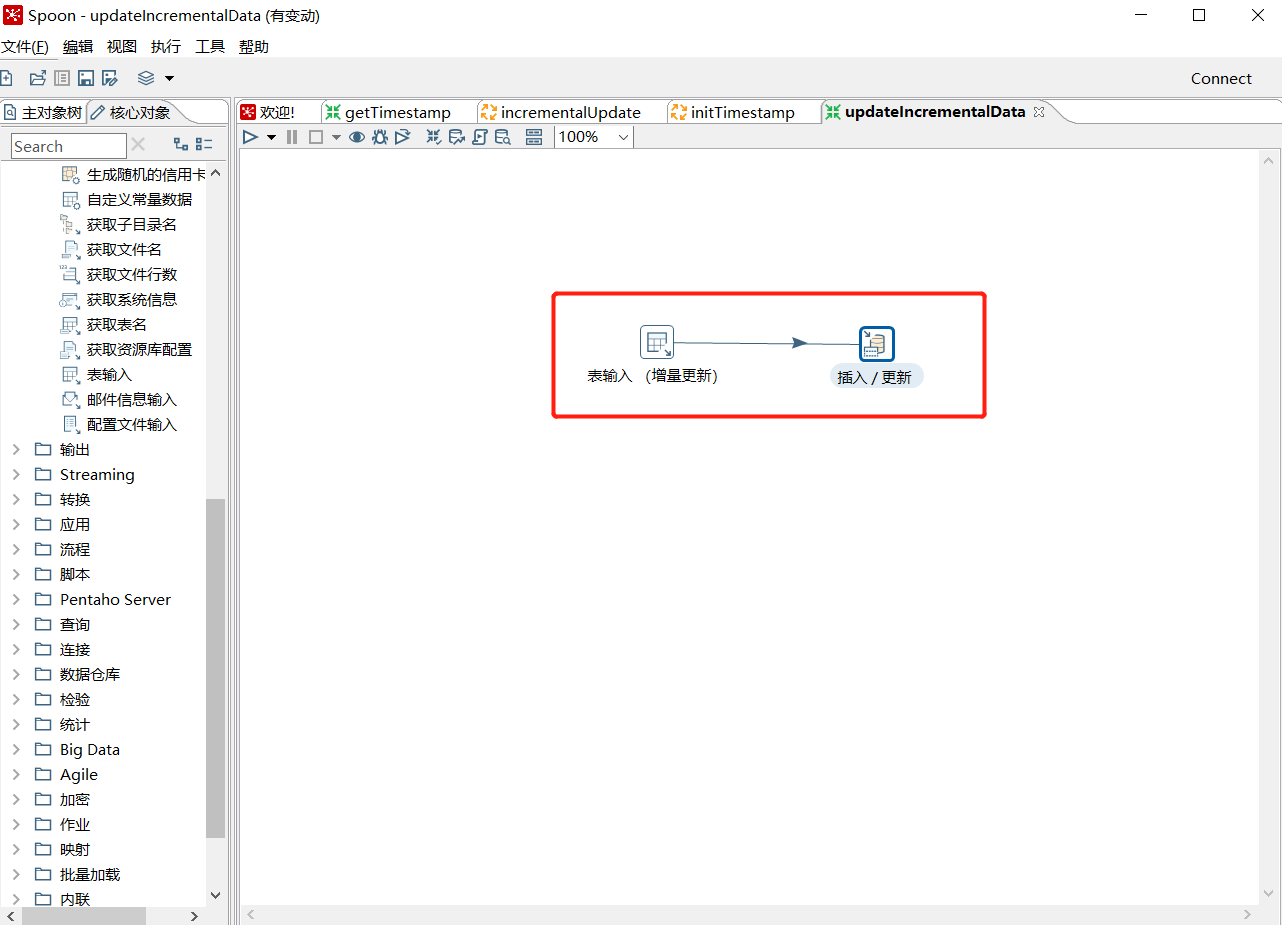 Spoon - updateIncrementalData (有变动)
文件(F) 编辑 视图 执行 工具 帮助
Connect
主对象树 核心对象
欢迎! getTimestamp incrementalUpdate initTimestamp updateIncrementalData
Search
100%
生成随机的信用卡
自定义常量数据
获取子目录名
获取文件名
获取文件行数
获取系统信息
获取表名
获取资源库配置
表输入
邮件信息输入
配置文件输入
输出
Streaming
转换
应用
流程
脚本
Pentaho Server
查询
连接
数据仓库
检验
统计
Big Data
Agile
加密
作业
映射
批量加载
内联
表输入 （增量更新）
插入 / 更新